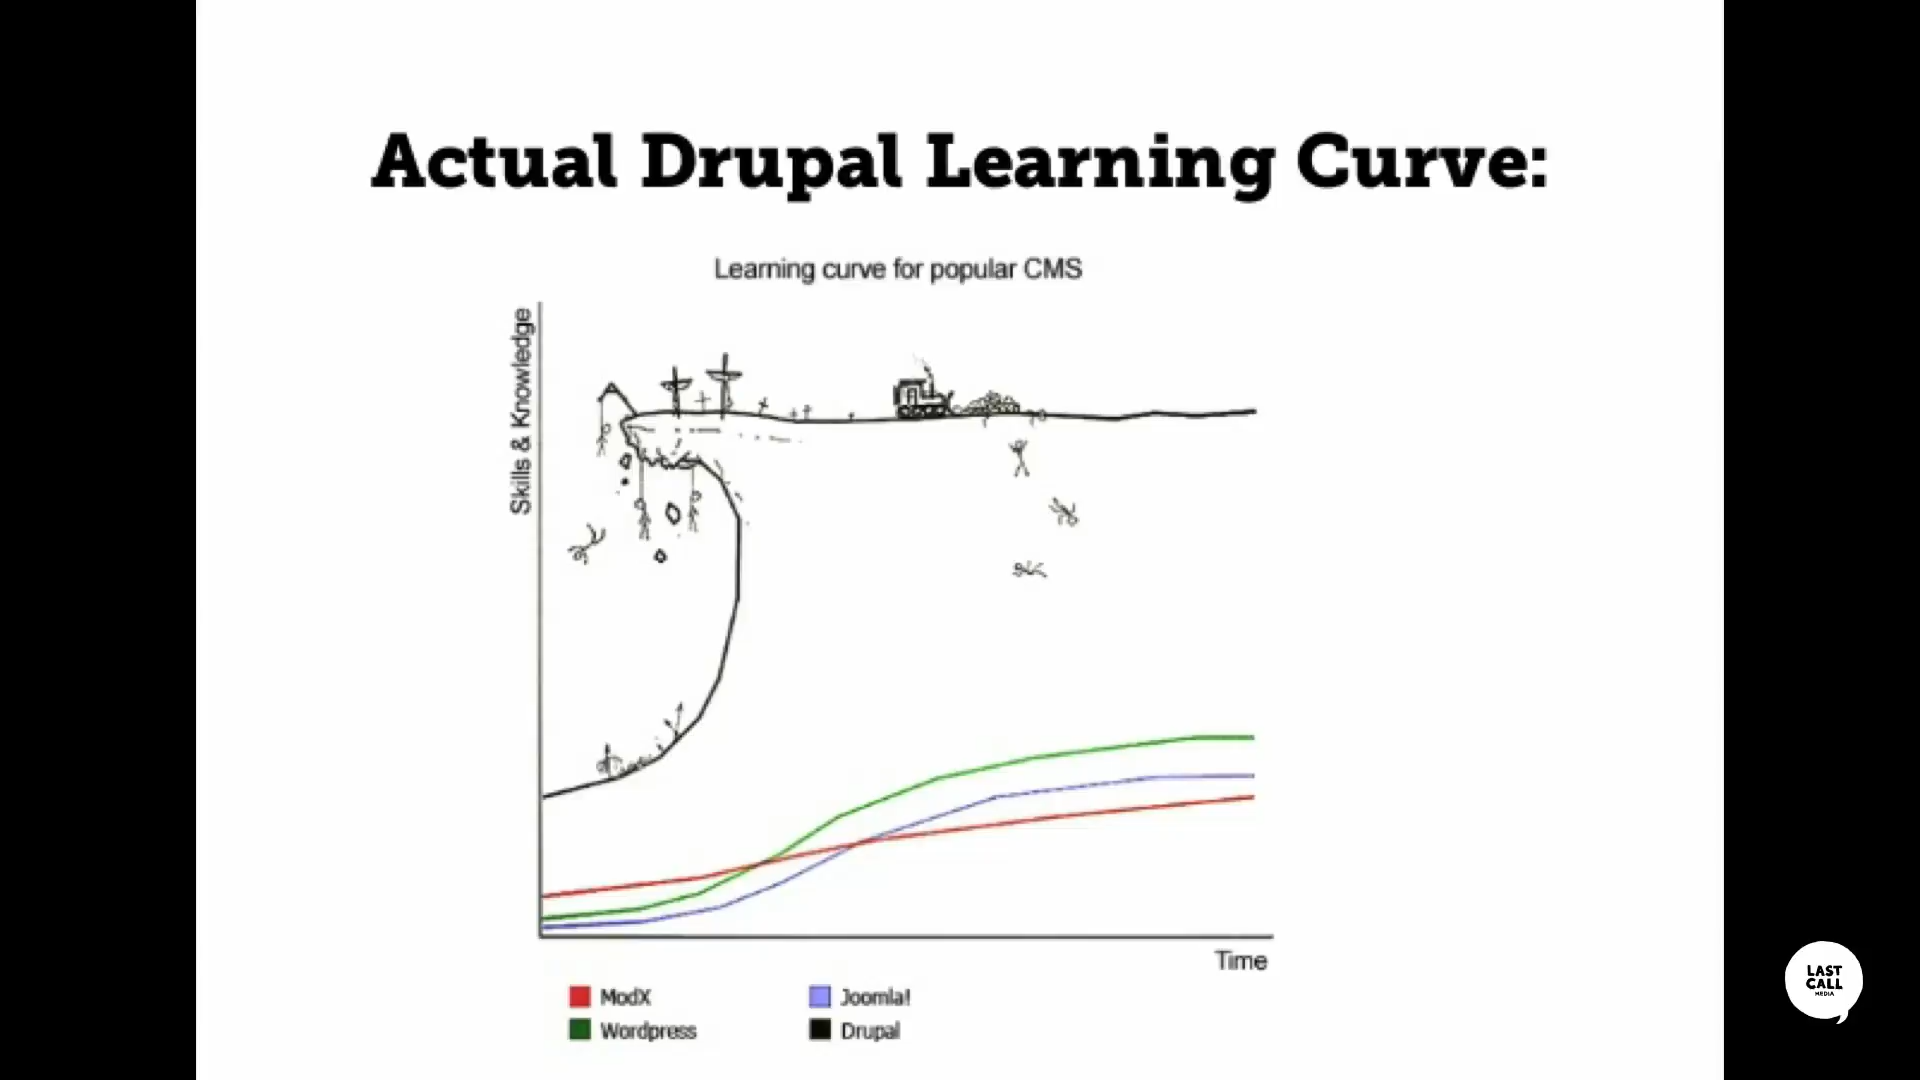 Actual Drupal Learning Curve:
Learning curve for popular CMS
Skills & Knowledge
Time
ModX
Joomla!
Wordpress
Drupal
LAST
CALL
MEDIA